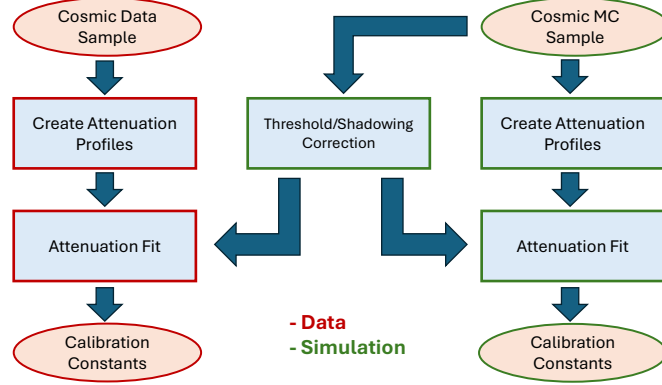 Cosmic Data
Sample
Cosmic MC
Sample
Create Attenuation
Profiles
Threshold/Shadowing
Correction
Create Attenuation
Profiles
Attenuation Fit
Attenuation Fit
- Data
- Simulation
Calibration
Constants
Calibration
Constants